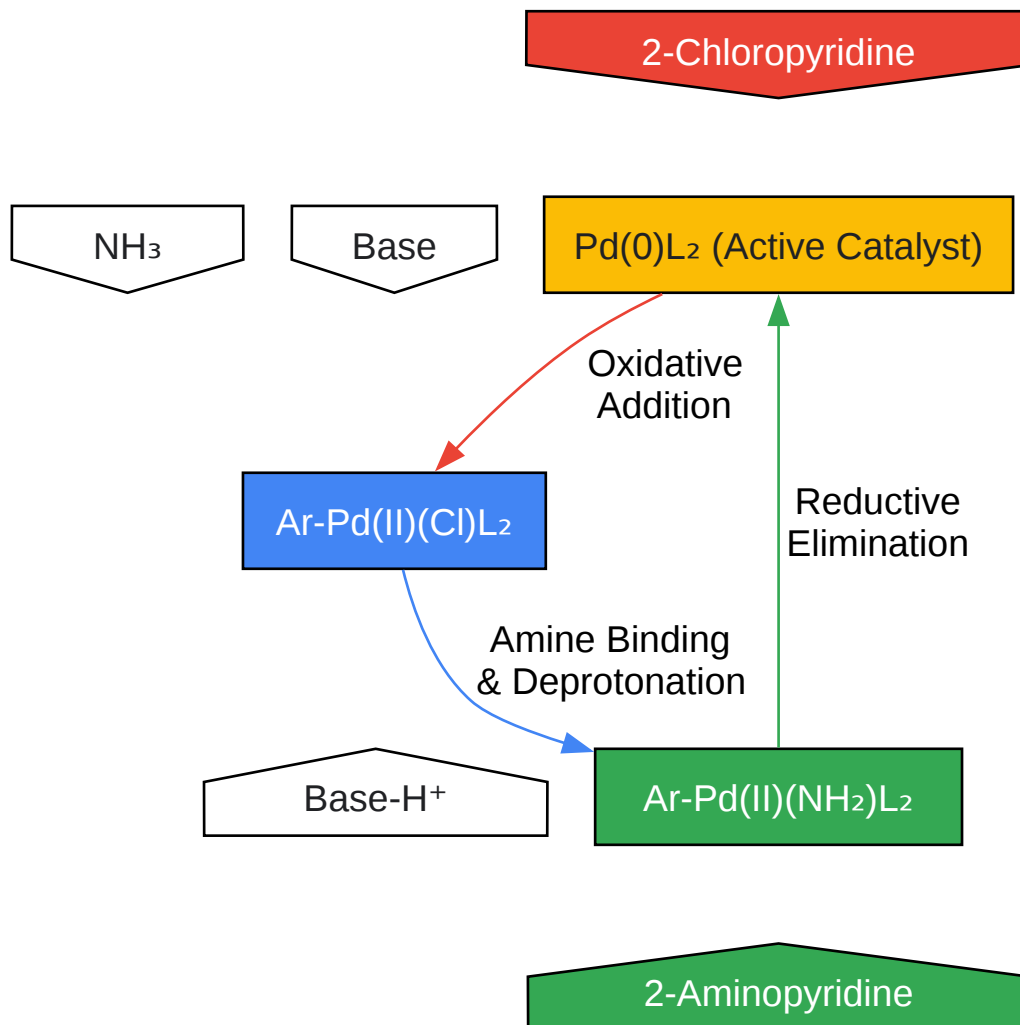 2-Chloropyridine
NH₃
Base
Pd(0)L₂ (Active Catalyst)
Oxidative
Addition
Ar-Pd(II)(Cl)L₂
Reductive
Elimination
Amine Binding
& Deprotonation
Base-H⁺
Ar-Pd(II)(NH₂)L₂
2-Aminopyridine